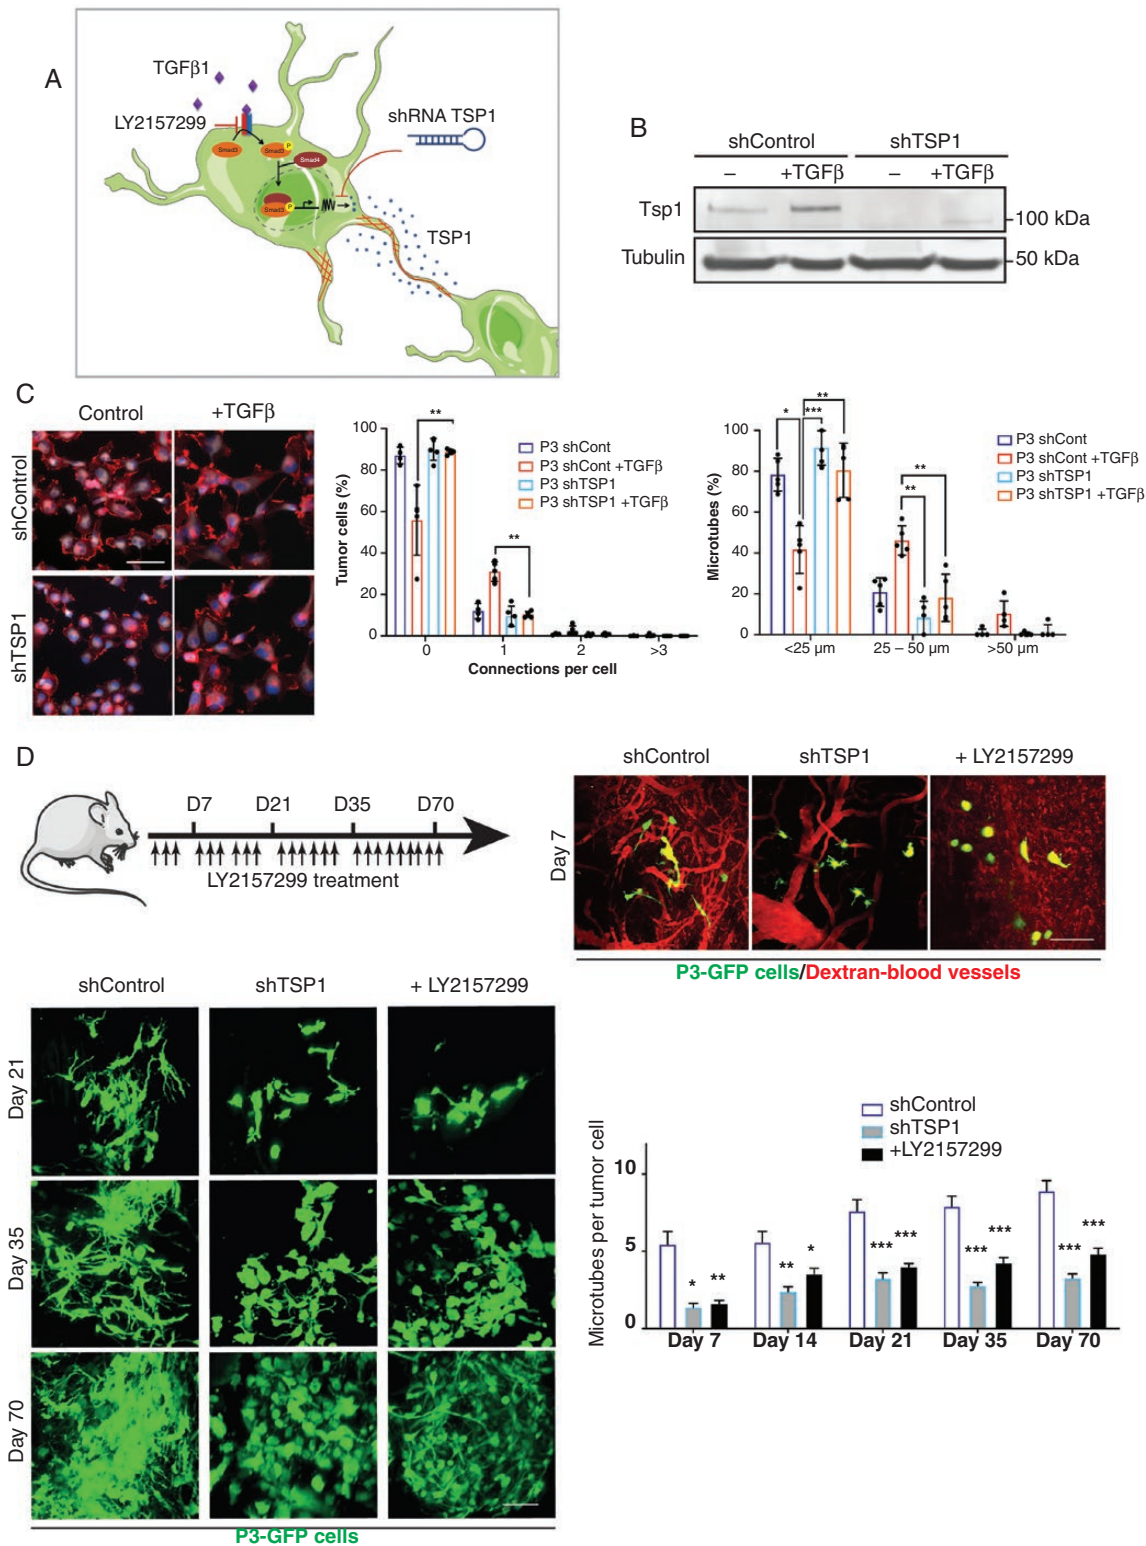 A
TGFβ1
LY2157299
shRNA TSP1
Smad3
Smad3
P
Smad4
Smad3
P
TSP1
B
shControl
shTSP1
–
+TGFβ
–
+TGFβ
Tsp1
100 kDa
Tubulin
50 kDa
C
Control
+TGFβ
shControl
shTSP1
Tumor cells (%)
100
80
60
40
20
0
**
**
P3 shCont
P3 shCont +TGFβ
P3 shTSP1
P3 shTSP1 +TGFβ
0
1
2
>3
Connections per cell
Microtubes (%)
100
80
60
40
20
0
*
***
**
**
**
P3 shCont
P3 shCont +TGFβ
P3 shTSP1
P3 shTSP1 +TGFβ
<25 µm
25 – 50 µm
>50 µm
D
D7
D21
D35
D70
LY2157299 treatment
shControl
shTSP1
+ LY2157299
Day 7
P3-GFP cells/Dextran-blood vessels
shControl
shTSP1
+ LY2157299
Day 21
Day 35
Day 70
P3-GFP cells
shControl
shTSP1
+LY2157299
Microtubes per tumor cell
10
5
0
*
**
**
*
***
***
***
***
***
***
Day 7
Day 14
Day 21
Day 35
Day 70